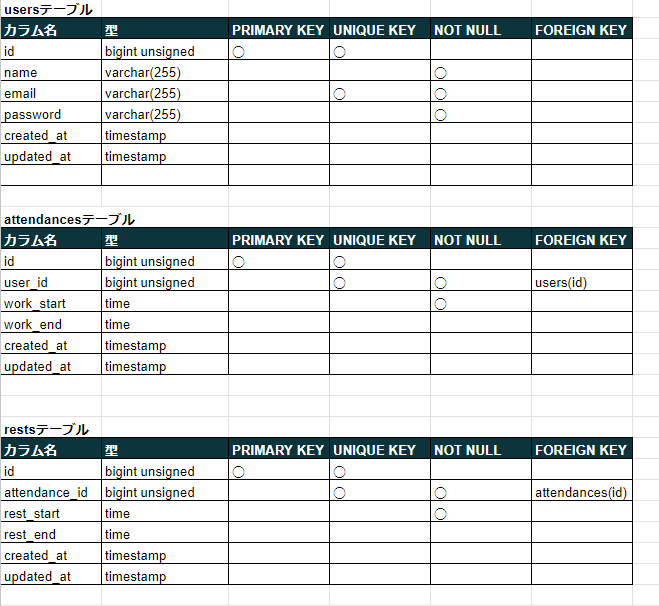 usersテーブル
カラム名 型 PRIMARY KEY UNIQUE KEY NOT NULL FOREIGN KEY
id bigint unsigned ○ ○
name varchar(255) ○
email varchar(255) ○ ○
password varchar(255) ○
created_at timestamp
updated_at timestamp
attendancesテーブル
カラム名 型 PRIMARY KEY UNIQUE KEY NOT NULL FOREIGN KEY
id bigint unsigned ○ ○
user_id bigint unsigned ○ ○ users(id)
work_start time ○
work_end time
created_at timestamp
updated_at timestamp
restsテーブル
カラム名 型 PRIMARY KEY UNIQUE KEY NOT NULL FOREIGN KEY
id bigint unsigned ○ ○
attendance_id bigint unsigned ○ ○ attendances(id)
rest_start time ○
rest_end time
created_at timestamp
updated_at timestamp